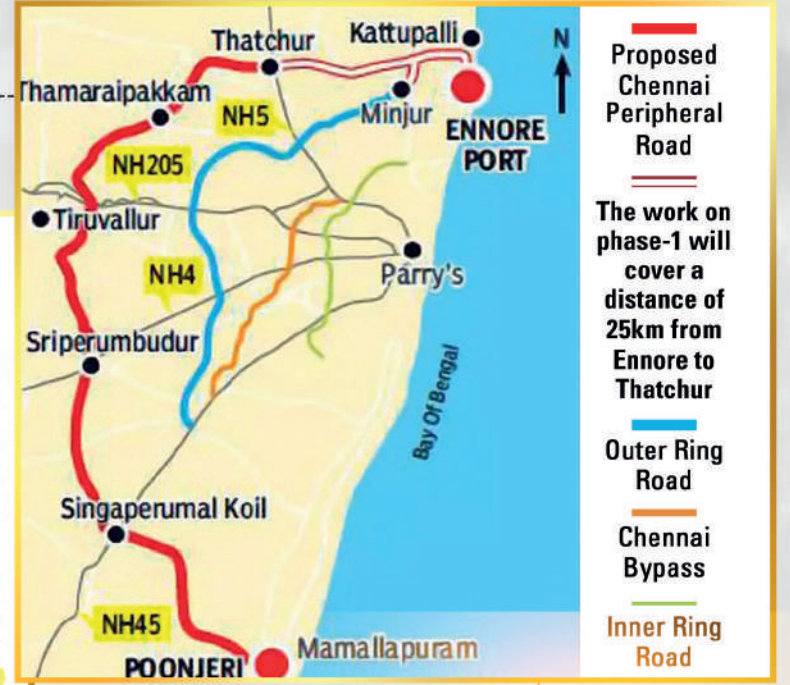 Thatchur
Kattupalli
N
Thamaraipakkam
NH5
Minjur
ENNORE
PORT
NH205
Tiruvallur
NH4
Parry's
Sriperumbudur
Bay Of Bengal
Singaperumal Koil
NH45
POONJERI
Mamallapuram
Proposed
Chennai
Peripheral
Road
The work on
phase-1 will
cover a
distance of
25km from
Ennore to
Thatchur
Outer Ring
Road
Chennai
Bypass
Inner Ring
Road